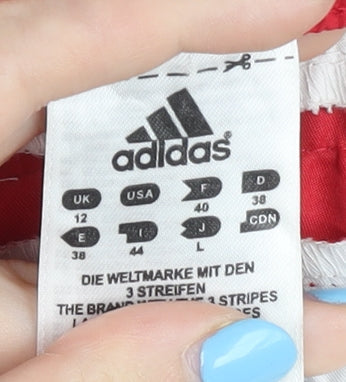 adidas®
UK USA F D
12 40 38
E I J CDN
38 44 L
DIE WELTMARKE MIT DEN
3 STREIFEN
THE BRAND WITH THE 3 STRIPES